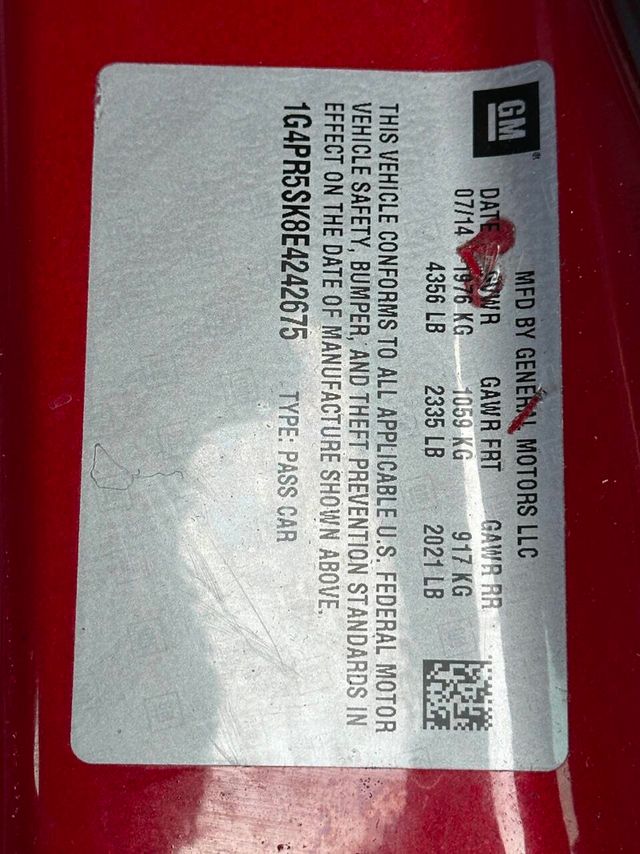 GM
MFD BY GENERAL MOTORS LLC
DATE GVWR GAWR FRT GAWR RR
07/14 1976 KG 1059 KG 917 KG
4356 LB 2335 LB 2021 LB
THIS VEHICLE CONFORMS TO ALL APPLICABLE U.S. FEDERAL MOTOR
VEHICLE SAFETY, BUMPER, AND THEFT PREVENTION STANDARDS IN
EFFECT ON THE DATE OF MANUFACTURE SHOWN ABOVE.
1G4PR5SK8E4242675 TYPE: PASS CAR